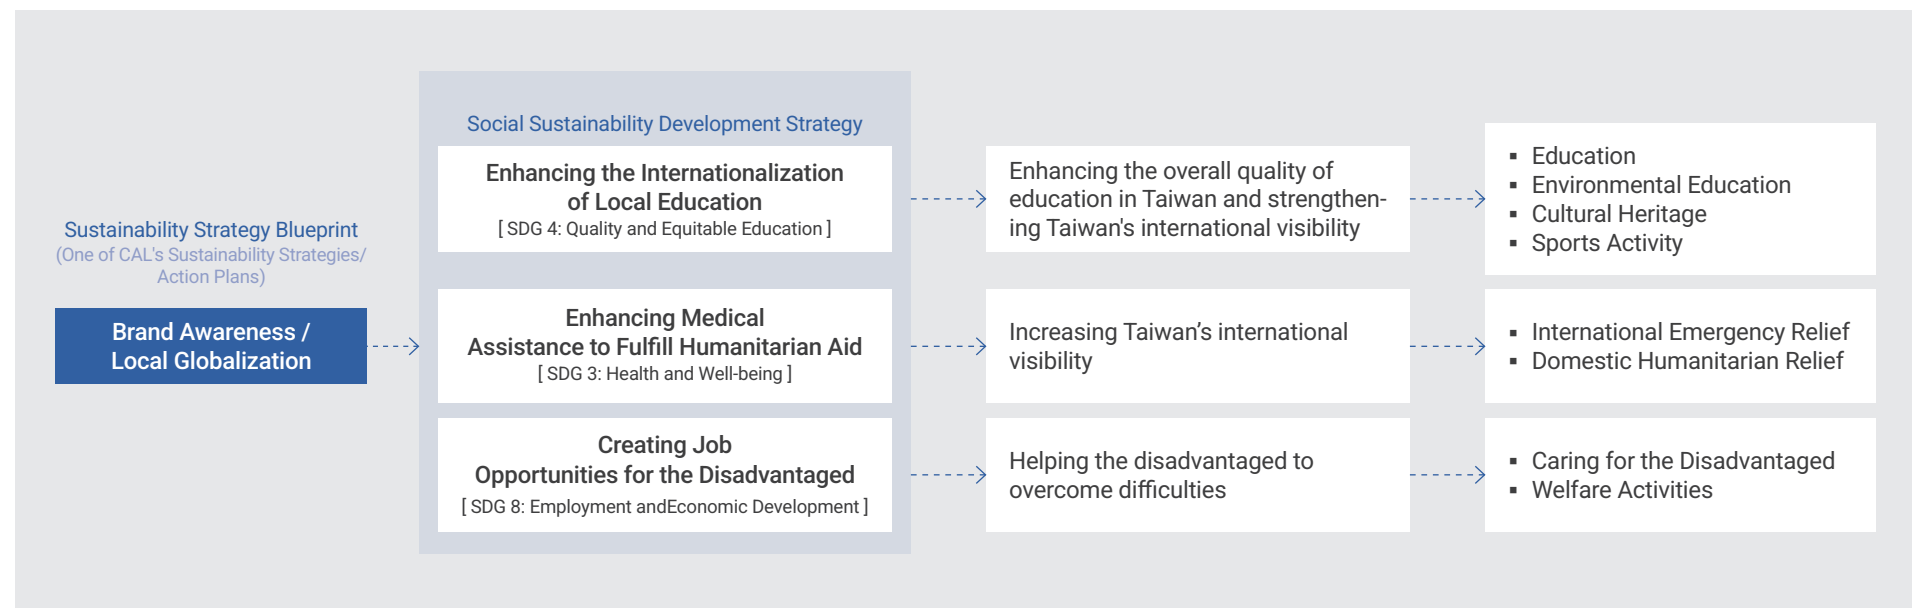 Sustainability Strategy Blueprint
(One of CAL's Sustainability Strategies/
Action Plans)
Brand Awareness /
Local Globalization
Social Sustainability Development Strategy
Enhancing the Internationalization
of Local Education
[ SDG 4: Quality and Equitable Education ]
Enhancing the overall quality of
education in Taiwan and strengthen-
ing Taiwan's international visibility
▪ Education
▪ Environmental Education
▪ Cultural Heritage
▪ Sports Activity
Enhancing Medical
Assistance to Fulfill Humanitarian Aid
[ SDG 3: Health and Well-being ]
Increasing Taiwan’s international
visibility
▪ International Emergency Relief
▪ Domestic Humanitarian Relief
Creating Job
Opportunities for the Disadvantaged
[ SDG 8: Employment andEconomic Development ]
Helping the disadvantaged to
overcome difficulties
▪ Caring for the Disadvantaged
▪ Welfare Activities